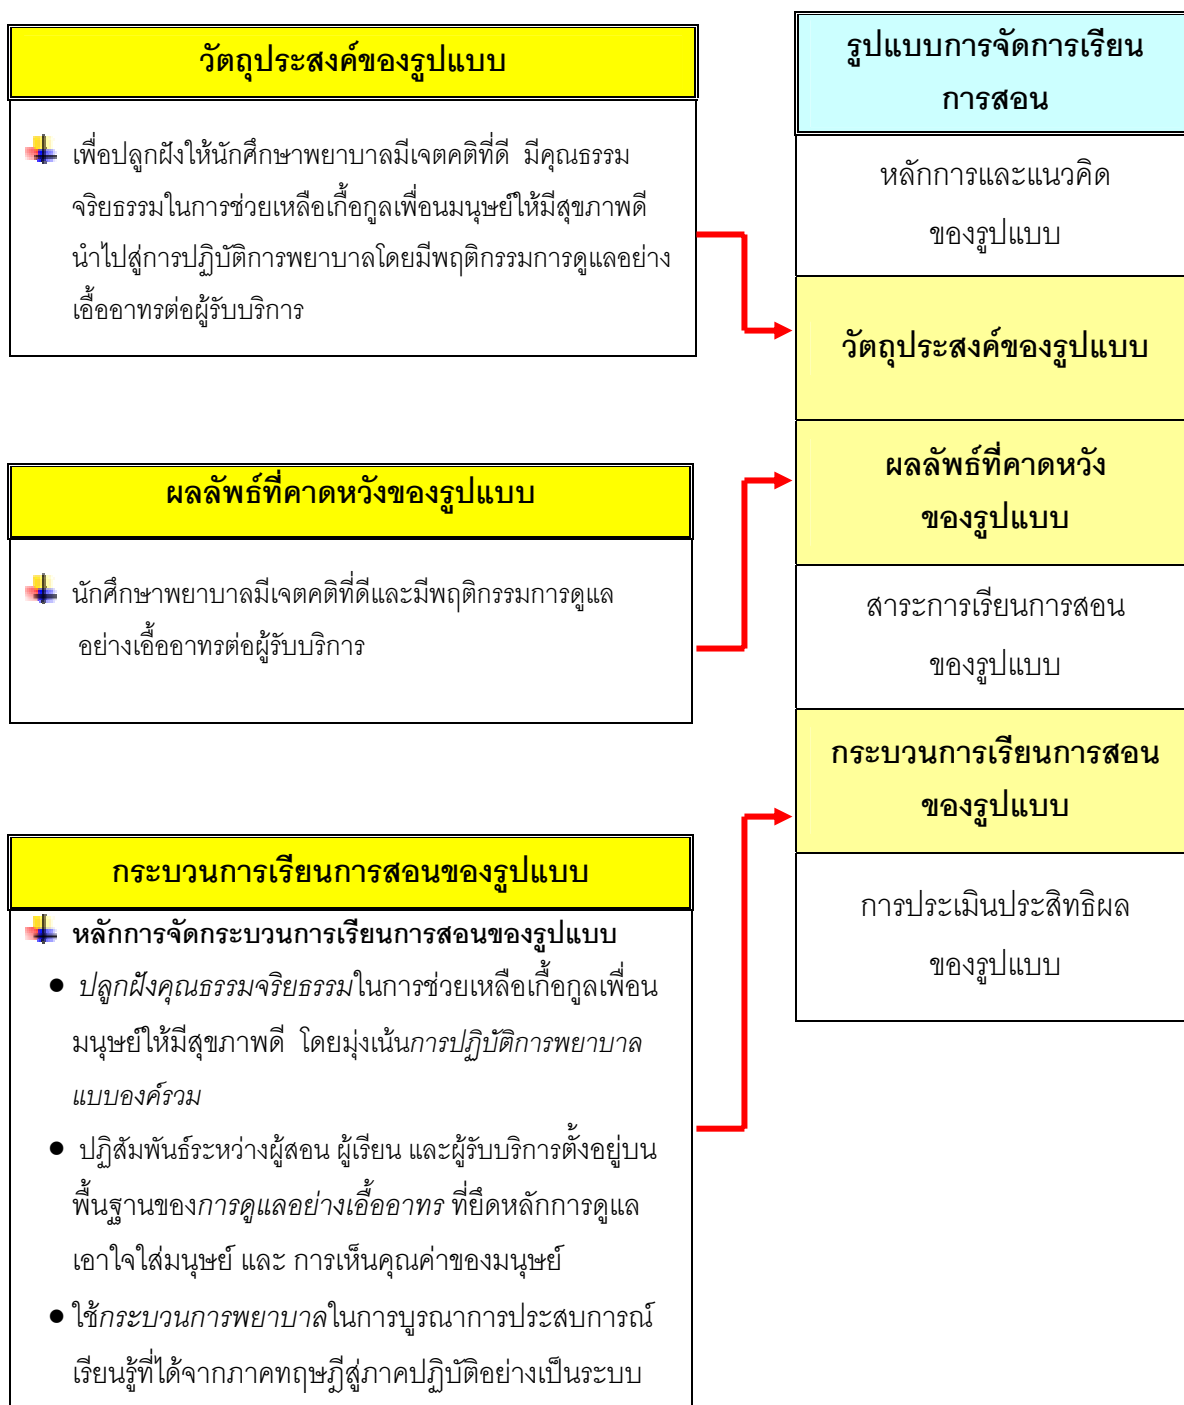 วัตถุประสงค์ของรูปแบบ
เพื่อปลูกฝังให้นักศึกษาพยาบาลมีเจตคติที่ดี มีคุณธรรม
จริยธรรมในการช่วยเหลือเกื้อกูลเพื่อนมนุษย์ให้มีสุขภาพดี
นำไปสู่การปฏิบัติการพยาบาลโดยมีพฤติกรรมการดูแลอย่าง
เอื้ออาทรต่อผู้รับบริการ
ผลลัพธ์ที่คาดหวังของรูปแบบ
นักศึกษาพยาบาลมีเจตคติที่ดีและมีพฤติกรรมการดูแล
อย่างเอื้ออาทรต่อผู้รับบริการ
กระบวนการเรียนการสอนของรูปแบบ
หลักการจัดกระบวนการเรียนการสอนของรูปแบบ
● ปลูกฝังคุณธรรมจริยธรรมในการช่วยเหลือเกื้อกูลเพื่อน
มนุษย์ให้มีสุขภาพดี โดยมุ่งเน้นการปฏิบัติการพยาบาล
แบบองค์รวม
● ปฏิสัมพันธ์ระหว่างผู้สอน ผู้เรียน และผู้รับบริการตั้งอยู่บน
พื้นฐานของการดูแลอย่างเอื้ออาทร ที่ยึดหลักการดูแล
เอาใจใส่มนุษย์ และ การเห็นคุณค่าของมนุษย์
● ใช้กระบวนการพยาบาลในการบูรณาการประสบการณ์
เรียนรู้ที่ได้จากภาคทฤษฎีสู่ภาคปฏิบัติอย่างเป็นระบบ
รูปแบบการจัดการเรียน
การสอน
หลักการและแนวคิด
ของรูปแบบ
วัตถุประสงค์ของรูปแบบ
ผลลัพธ์ที่คาดหวัง
ของรูปแบบ
สาระการเรียนการสอน
ของรูปแบบ
กระบวนการเรียนการสอน
ของรูปแบบ
การประเมินประสิทธิผล
ของรูปแบบ